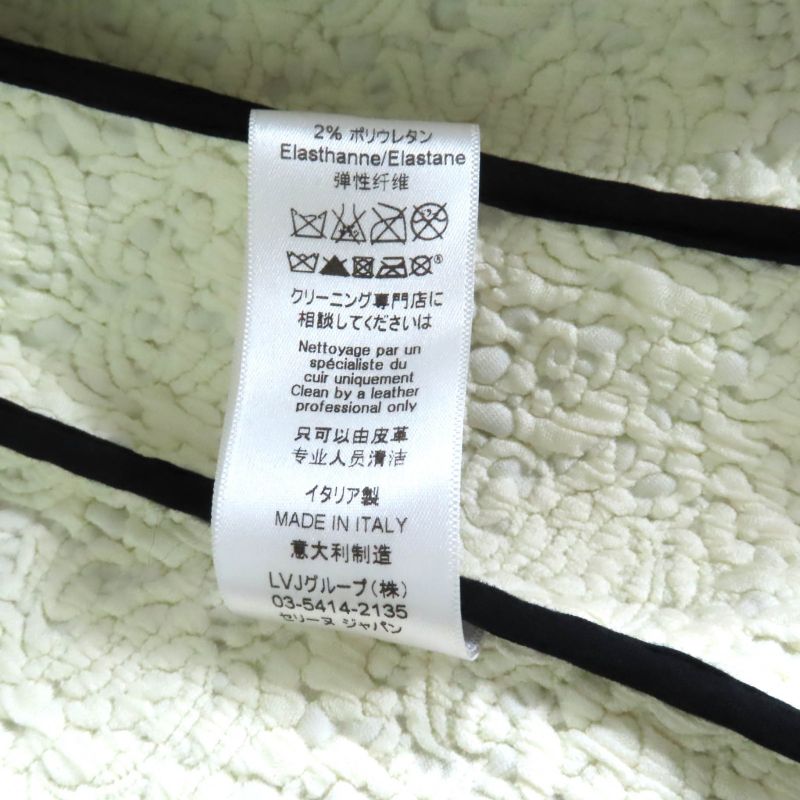 2% ポリウレタン
Elasthanne/Elastane
弹性纤维
クリーニング専門店に
相談してくださいは
Nettoyage par un
spécialiste du
cuir uniquement
Clean by a leather
professional only
只可以由皮革
专业人员清洁
イタリア製
MADE IN ITALY
意大利制造
LVJグループ(株)
03-5414-2135
セリーヌ ジャパン